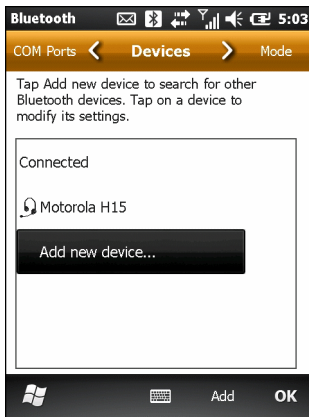 Bluetooth 5:03
COM Ports Devices Mode
Tap Add new device to search for other
Bluetooth devices. Tap on a device to
modify its settings.
Connected
Motorola H15
Add new device...
Add OK